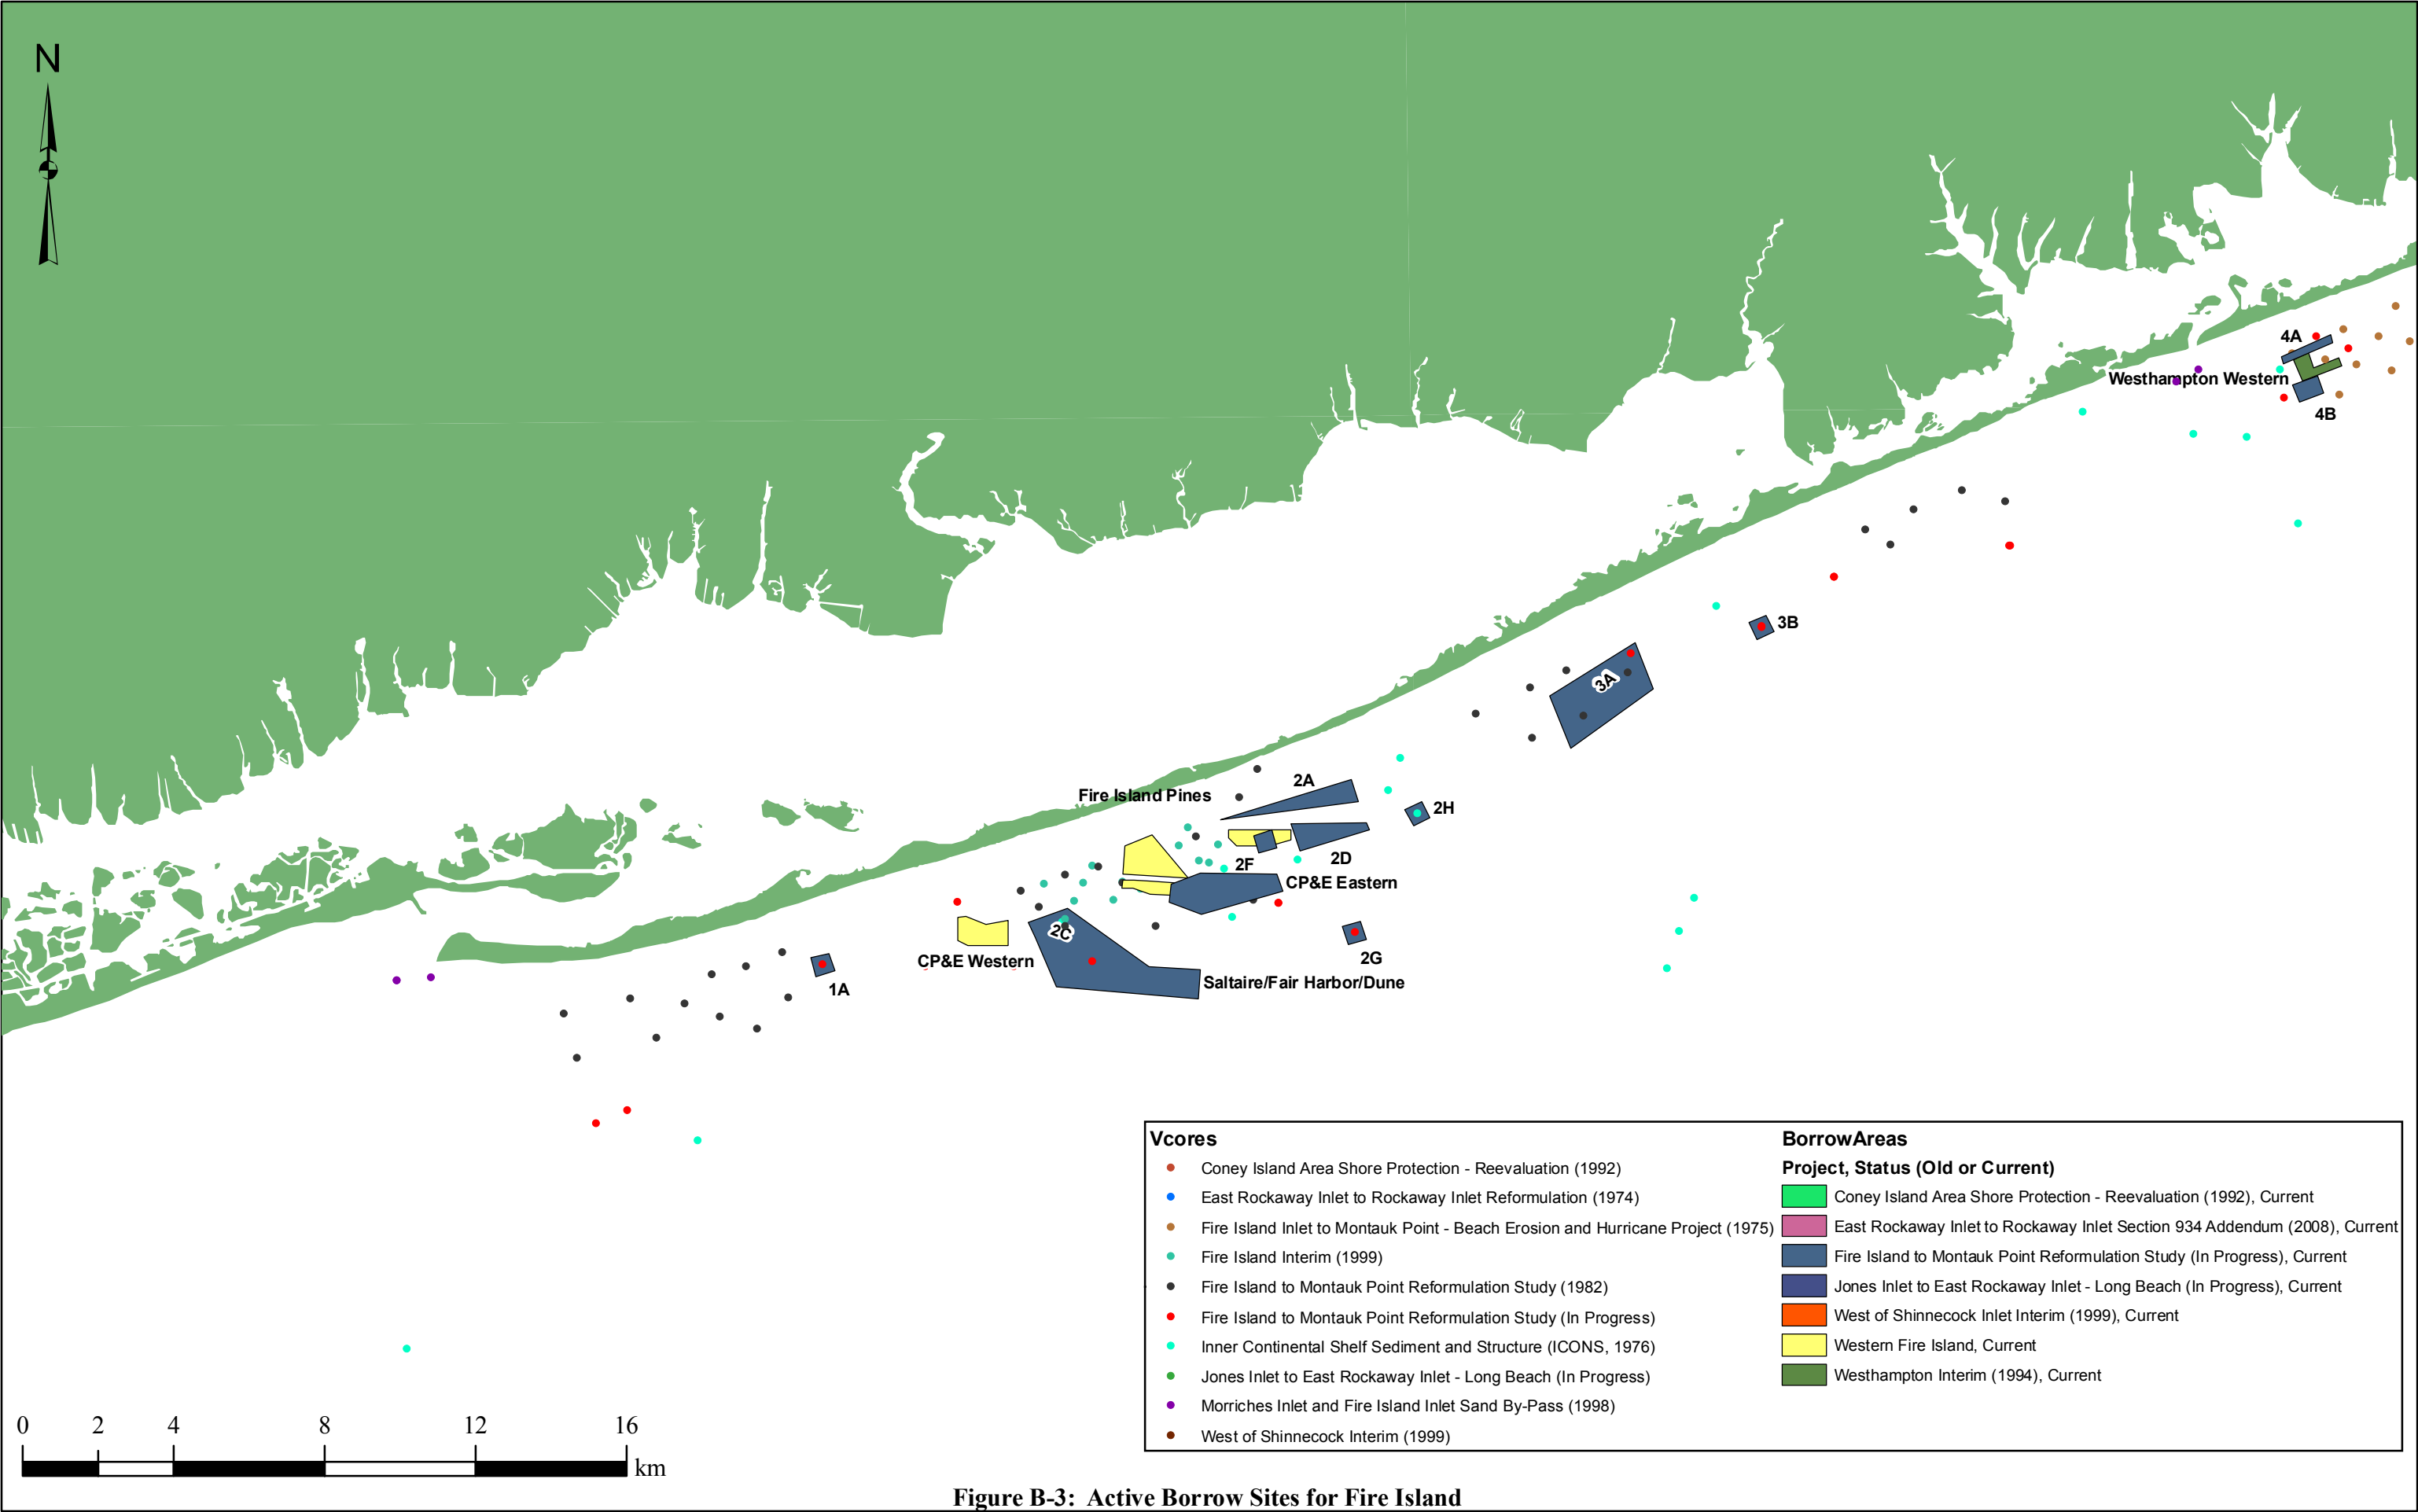 N
4A
Westhampton Western
4B
3B
3A
2A
Fire Island Pines
2H
2F
2D
CP&E Eastern
2C
CP&E Western
2G
1A
Saltaire/Fair Harbor/Dune
Vcores
Coney Island Area Shore Protection - Reevaluation (1992)
East Rockaway Inlet to Rockaway Inlet Reformulation (1974)
Fire Island Inlet to Montauk Point - Beach Erosion and Hurricane Project (1975)
Fire Island Interim (1999)
Fire Island to Montauk Point Reformulation Study (1982)
Fire Island to Montauk Point Reformulation Study (In Progress)
Inner Continental Shelf Sediment and Structure (ICONS, 1976)
Jones Inlet to East Rockaway Inlet - Long Beach (In Progress)
Morriches Inlet and Fire Island Inlet Sand By-Pass (1998)
West of Shinnecock Interim (1999)
BorrowAreas
Project, Status (Old or Current)
Coney Island Area Shore Protection - Reevaluation (1992), Current
East Rockaway Inlet to Rockaway Inlet Section 934 Addendum (2008), Current
Fire Island to Montauk Point Reformulation Study (In Progress), Current
Jones Inlet to East Rockaway Inlet - Long Beach (In Progress), Current
West of Shinnecock Inlet Interim (1999), Current
Western Fire Island, Current
Westhampton Interim (1994), Current
0 2 4 8 12 16
km
Figure B-3: Active Borrow Sites for Fire Island